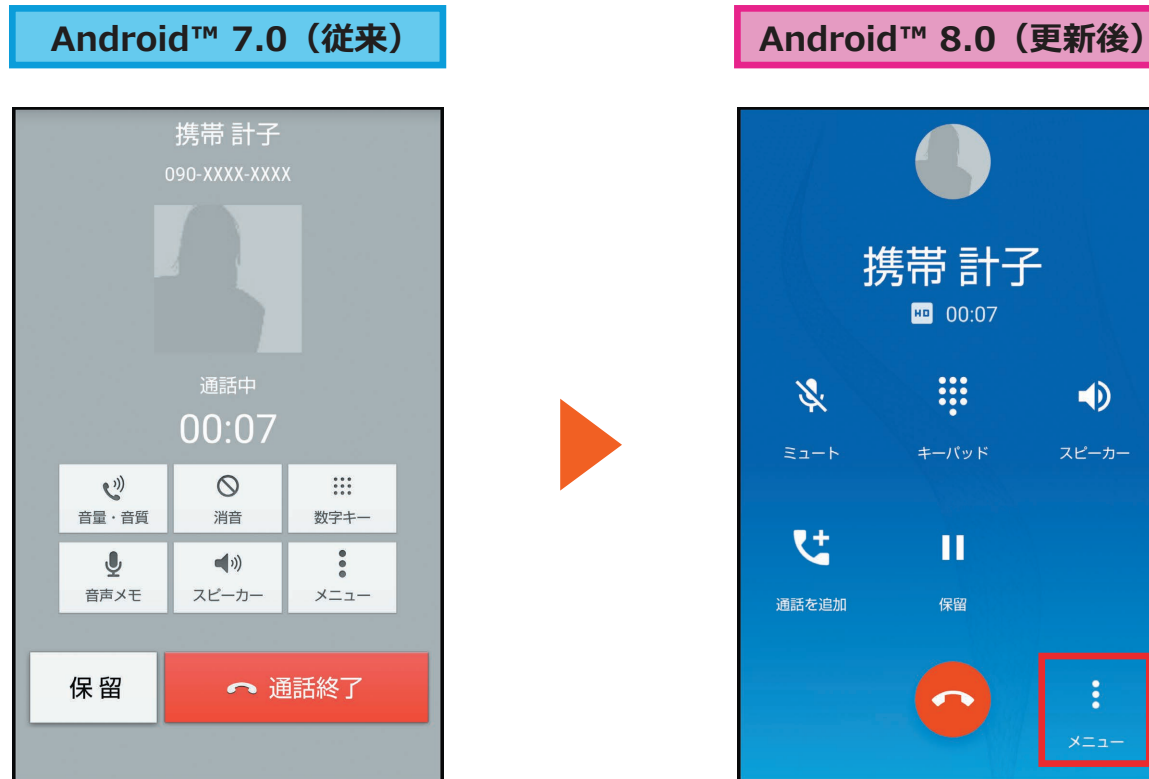 Android™ 7.0（従来）
携帯 計子
090-XXXX-XXXX
通話中
00:07
音量・音質
消音
数字キー
音声メモ
スピーカー
メニュー
保留
通話終了
Android™ 8.0（更新後）
携帯 計子
HD 00:07
ミュート
キーパッド
スピーカー
通話を追加
保留
メニュー